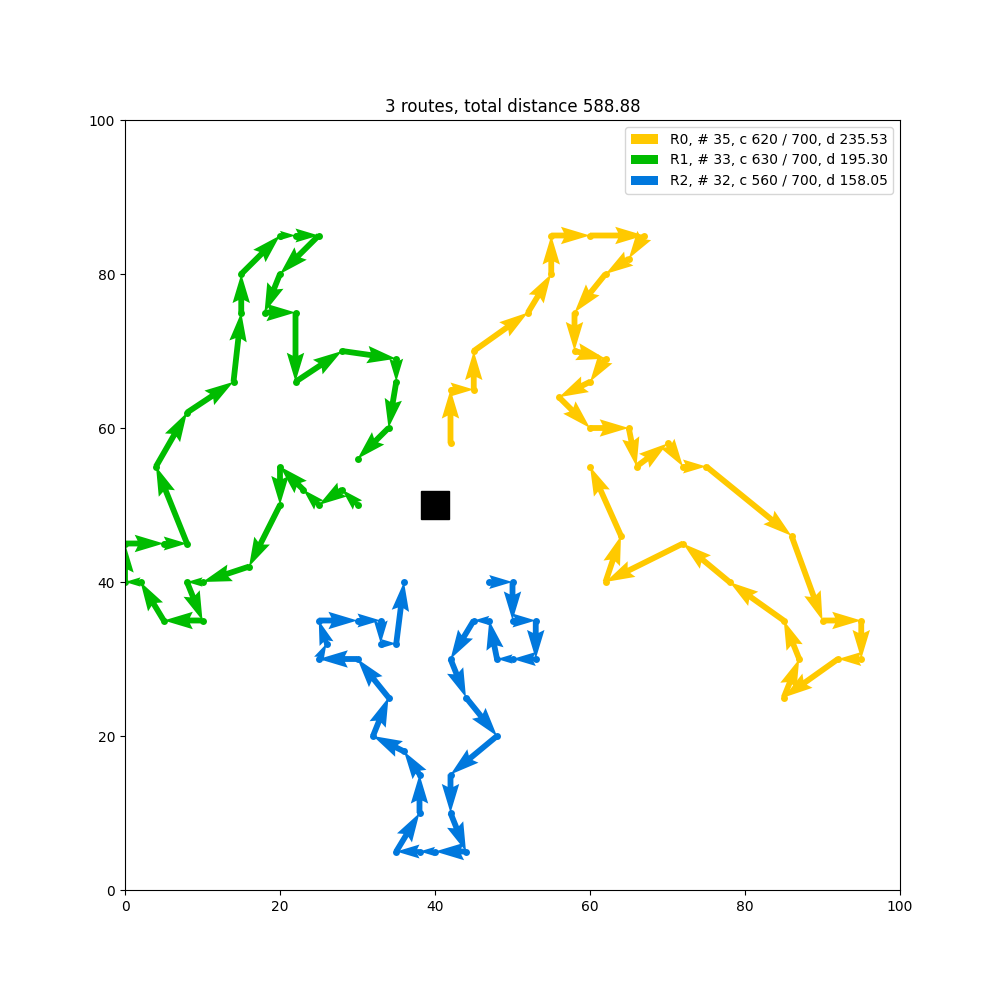 3 routes, total distance 588.88
R0, # 35, c 620 / 700, d 235.53
R1, # 33, c 630 / 700, d 195.30
R2, # 32, c 560 / 700, d 158.05
100
80
60
40
20
0
0 20 40 60 80 100